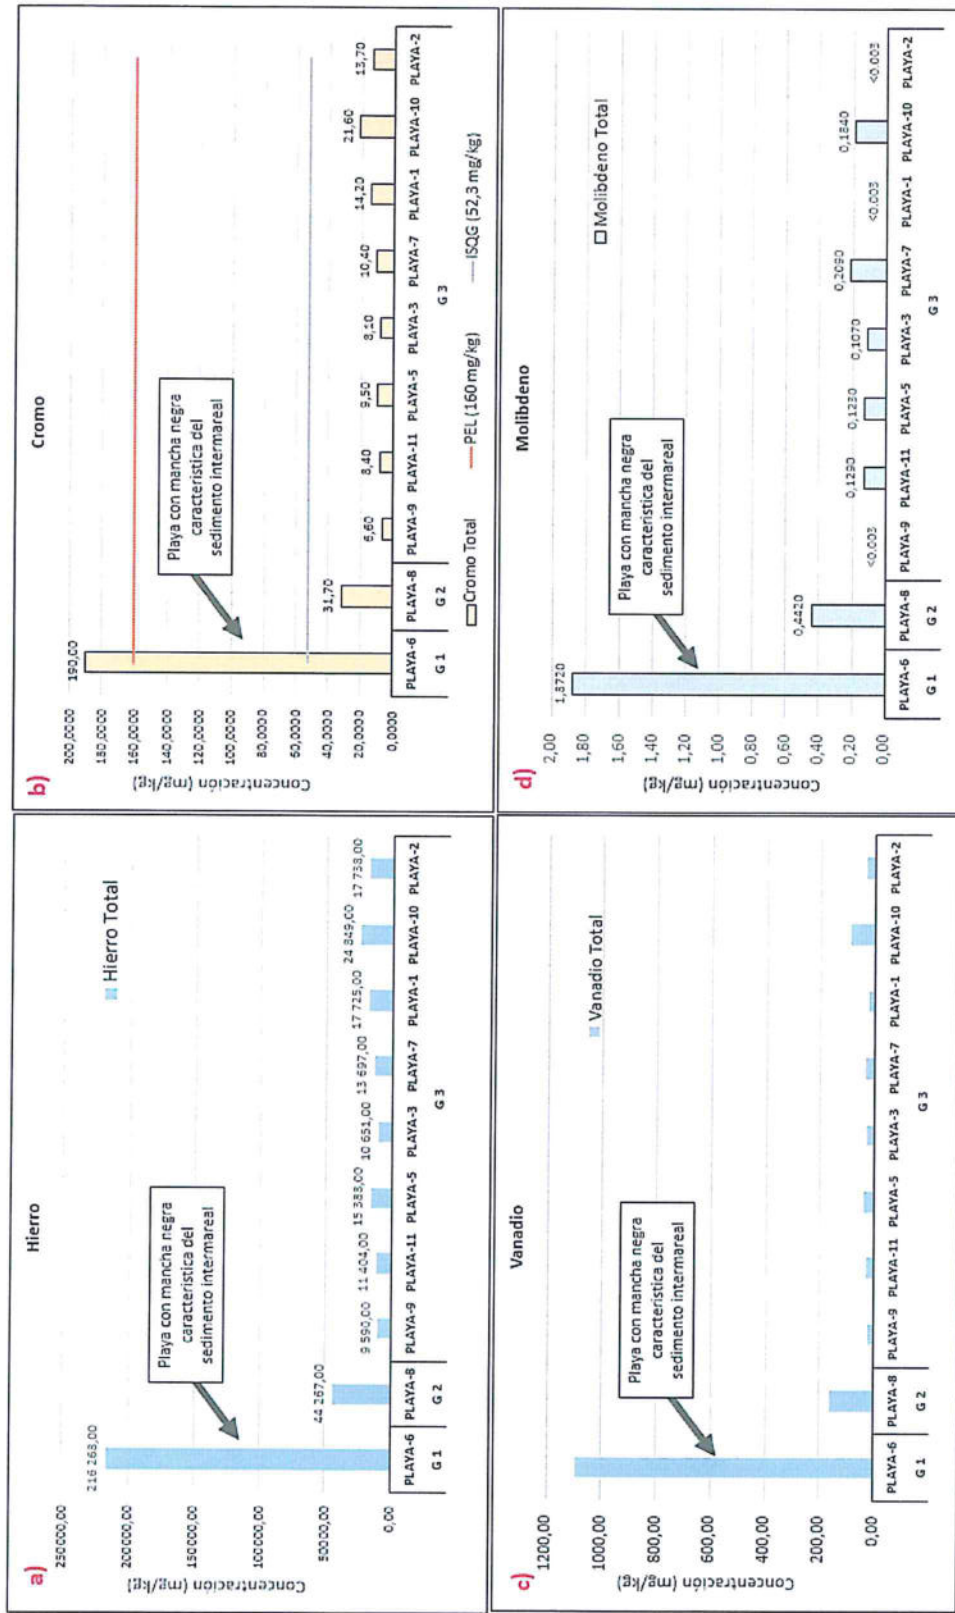 a)
Hierro
Concentración (mg/kg)
250000,00
200000,00
150000,00
100000,00
50000,00
0,00
Hierro Total
Playa con mancha negra
característica del
sedimento intermareal
216 268,00
44 267,00
9 590,00
11 404,00
15 388,00
10 651,00
13 697,00
17 725,00
24 849,00
17 738,00
PLAYA-6 PLAYA-8 PLAYA-9 PLAYA-11 PLAYA-5 PLAYA-3 PLAYA-7 PLAYA-1 PLAYA-10 PLAYA-2
G 1 G 2 G 3
b)
Cromo
Concentración (mg/kg)
200,0000
180,0000
160,0000
140,0000
120,0000
100,0000
80,0000
60,0000
40,0000
20,0000
0,0000
Playa con mancha negra
característica del
sedimento intermareal
190,00
31,70
6,60
8,40
9,50
8,10
10,40
14,20
21,60
13,70
PLAYA-6 PLAYA-8 PLAYA-9 PLAYA-11 PLAYA-5 PLAYA-3 PLAYA-7 PLAYA-1 PLAYA-10 PLAYA-2
G 1 G 2 G 3
Cromo Total PEL (160 mg/kg) ISQG (52,3 mg/kg)
c)
Vanadio
Concentración (mg/kg)
1200,00
1000,00
800,00
600,00
400,00
200,00
0,00
Vanadio Total
Playa con mancha negra
característica del
sedimento intermareal
PLAYA-6 PLAYA-8 PLAYA-9 PLAYA-11 PLAYA-5 PLAYA-3 PLAYA-7 PLAYA-1 PLAYA-10 PLAYA-2
G 1 G 2 G 3
d)
Molibdeno
Concentración (mg/kg)
2,00
1,80
1,60
1,40
1,20
1,00
0,80
0,60
0,40
0,20
0,00
Molibdeno Total
Playa con mancha negra
característica del
sedimento intermareal
1,8720
0,4420
<0.003
0,1290
0,1230
0,1070
0,2090
<0.003
0,1840
<0.003
PLAYA-6 PLAYA-8 PLAYA-9 PLAYA-11 PLAYA-5 PLAYA-3 PLAYA-7 PLAYA-1 PLAYA-10 PLAYA-2
G 1 G 2 G 3